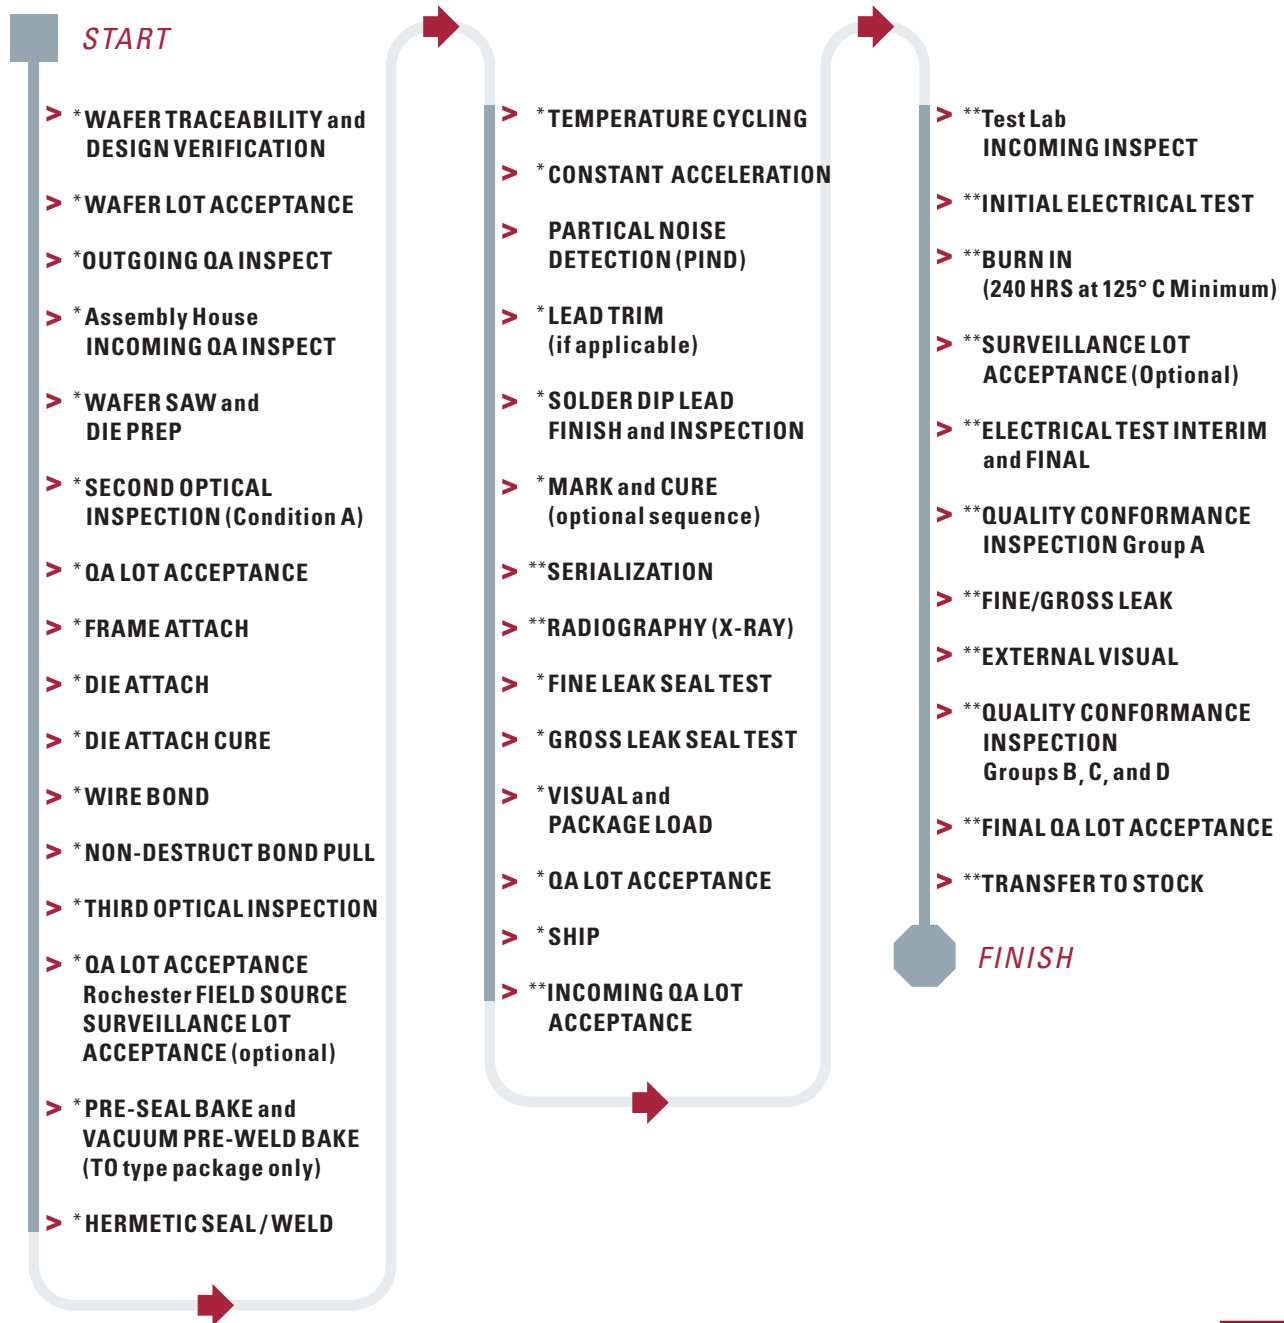 START
> *WAFER TRACEABILITY and
DESIGN VERIFICATION
> *WAFER LOT ACCEPTANCE
> *OUTGOING QA INSPECT
> *Assembly House
INCOMING QA INSPECT
> *WAFER SAW and
DIE PREP
> *SECOND OPTICAL
INSPECTION (Condition A)
> *QA LOT ACCEPTANCE
> *FRAME ATTACH
> *DIE ATTACH
> *DIE ATTACH CURE
> *WIRE BOND
> *NON-DESTRUCT BOND PULL
> *THIRD OPTICAL INSPECTION
> *QA LOT ACCEPTANCE
Rochester FIELD SOURCE
SURVEILLANCE LOT
ACCEPTANCE (optional)
> *PRE-SEAL BAKE and
VACUUM PRE-WELD BAKE
(TO type package only)
> *HERMETIC SEAL / WELD
> *TEMPERATURE CYCLING
> *CONSTANT ACCELERATION
> PARTICAL NOISE
DETECTION (PIND)
> *LEAD TRIM
(if applicable)
> *SOLDER DIP LEAD
FINISH and INSPECTION
> *MARK and CURE
(optional sequence)
> **SERIALIZATION
> **RADIOGRAPHY (X-RAY)
> *FINE LEAK SEAL TEST
> *GROSS LEAK SEAL TEST
> *VISUAL and
PACKAGE LOAD
> *QA LOT ACCEPTANCE
> *SHIP
> **INCOMING QA LOT
ACCEPTANCE
> **Test Lab
INCOMING INSPECT
> **INITIAL ELECTRICAL TEST
> **BURN IN
(240 HRS at 125° C Minimum)
> **SURVEILLANCE LOT
ACCEPTANCE (Optional)
> **ELECTRICAL TEST INTERIM
and FINAL
> **QUALITY CONFORMANCE
INSPECTION Group A
> **FINE/GROSS LEAK
> **EXTERNAL VISUAL
> **QUALITY CONFORMANCE
INSPECTION
Groups B, C, and D
> **FINAL QA LOT ACCEPTANCE
> **TRANSFER TO STOCK
FINISH